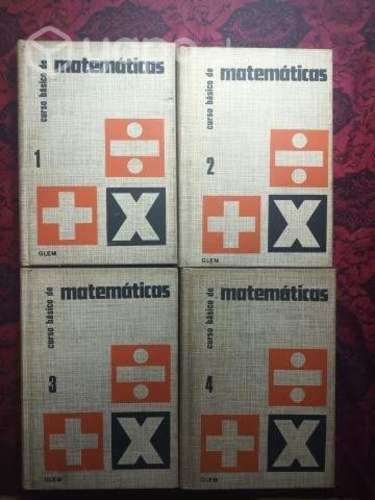 curso básico de
matemáticas
1
GLEM
curso básico de
matemáticas
2
GLEM
curso básico de
matemáticas
3
GLEM
curso básico de
matemáticas
4
GLEM